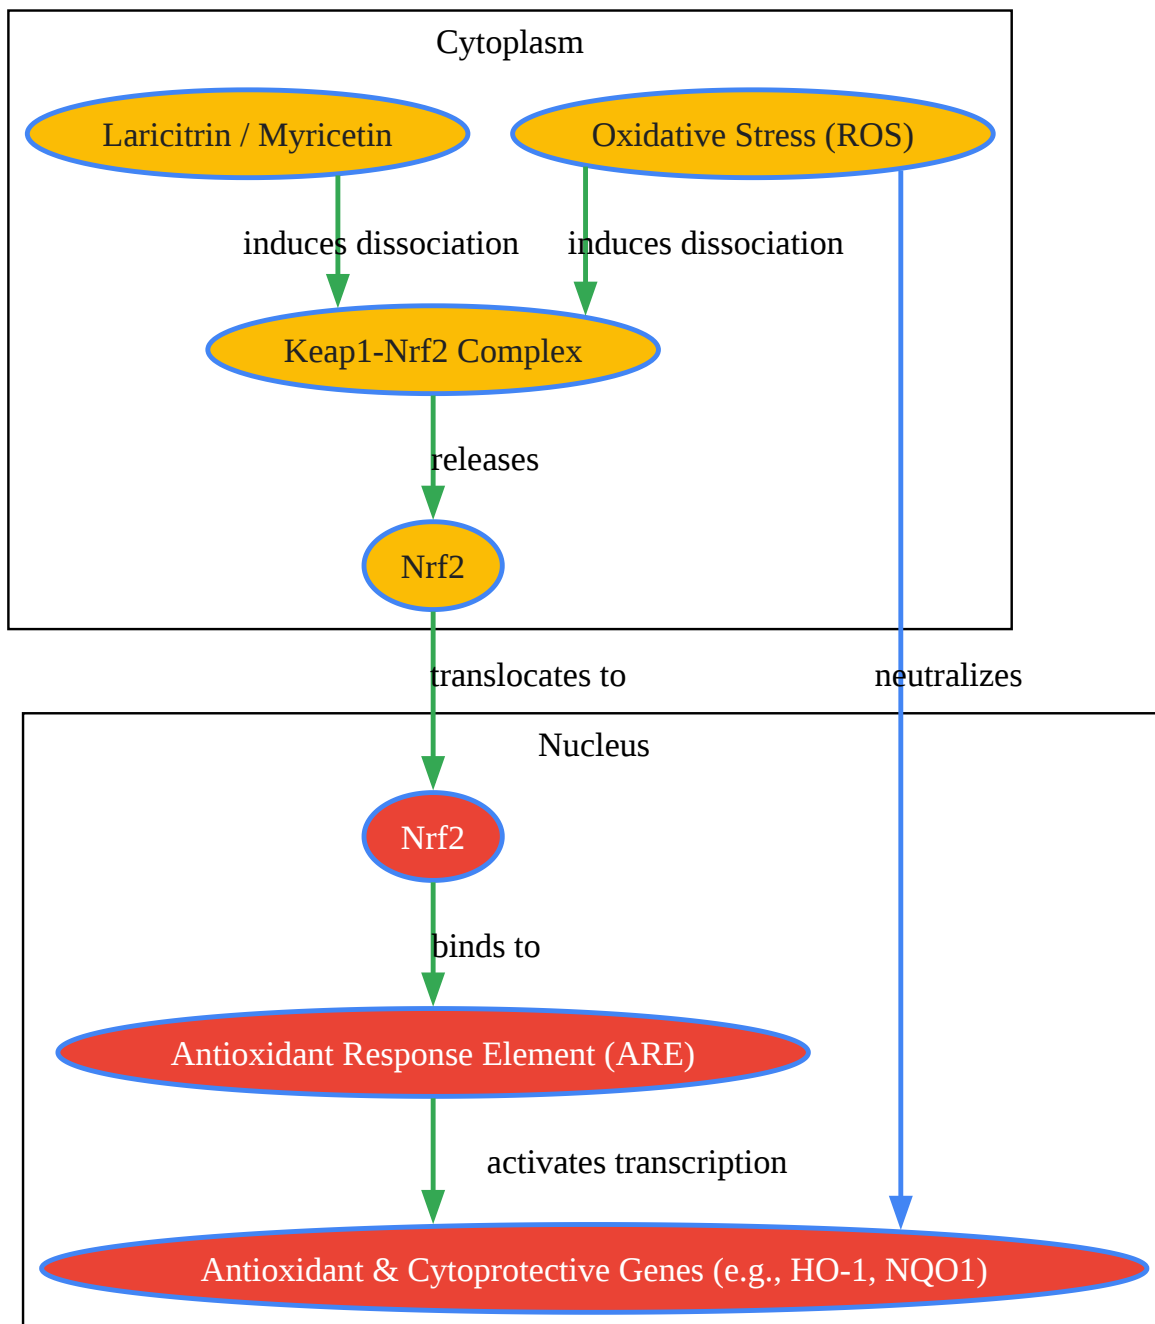 Cytoplasm
Laricitrin / Myricetin
Oxidative Stress (ROS)
induces dissociation
induces dissociation
Keap1-Nrf2 Complex
releases
Nrf2
translocates to
neutralizes
Nucleus
Nrf2
binds to
Antioxidant Response Element (ARE)
activates transcription
Antioxidant & Cytoprotective Genes (e.g., HO-1, NQO1)